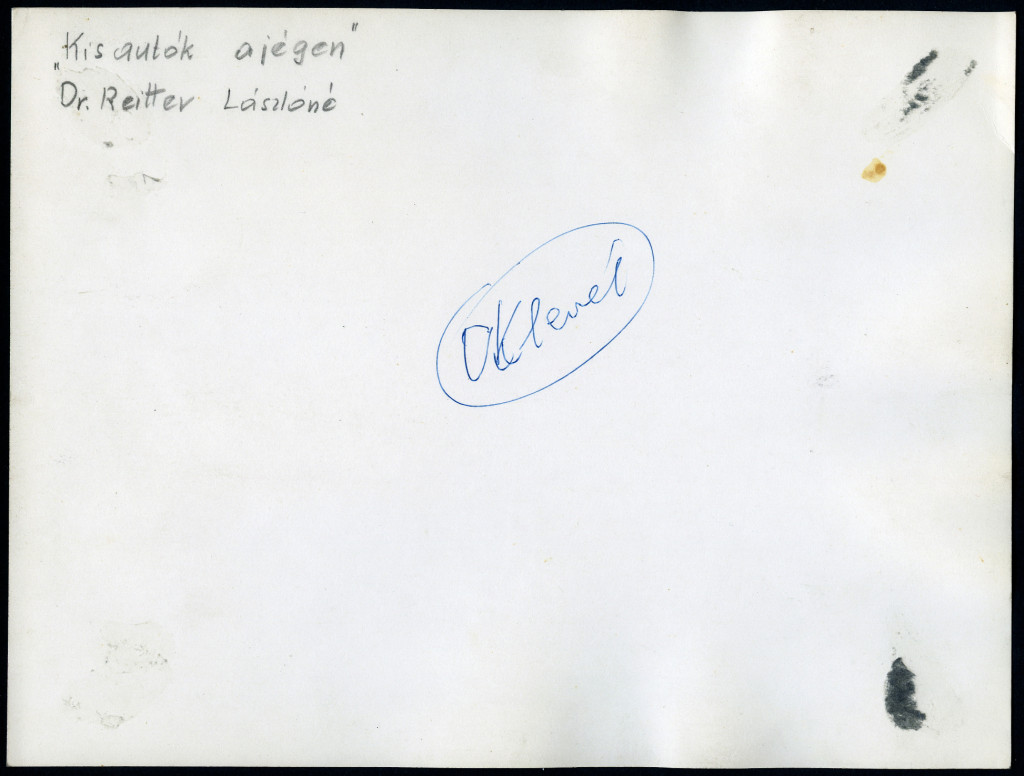 „Kis autók a jégen"
Dr. Reitter Lászlóné
Oklevél